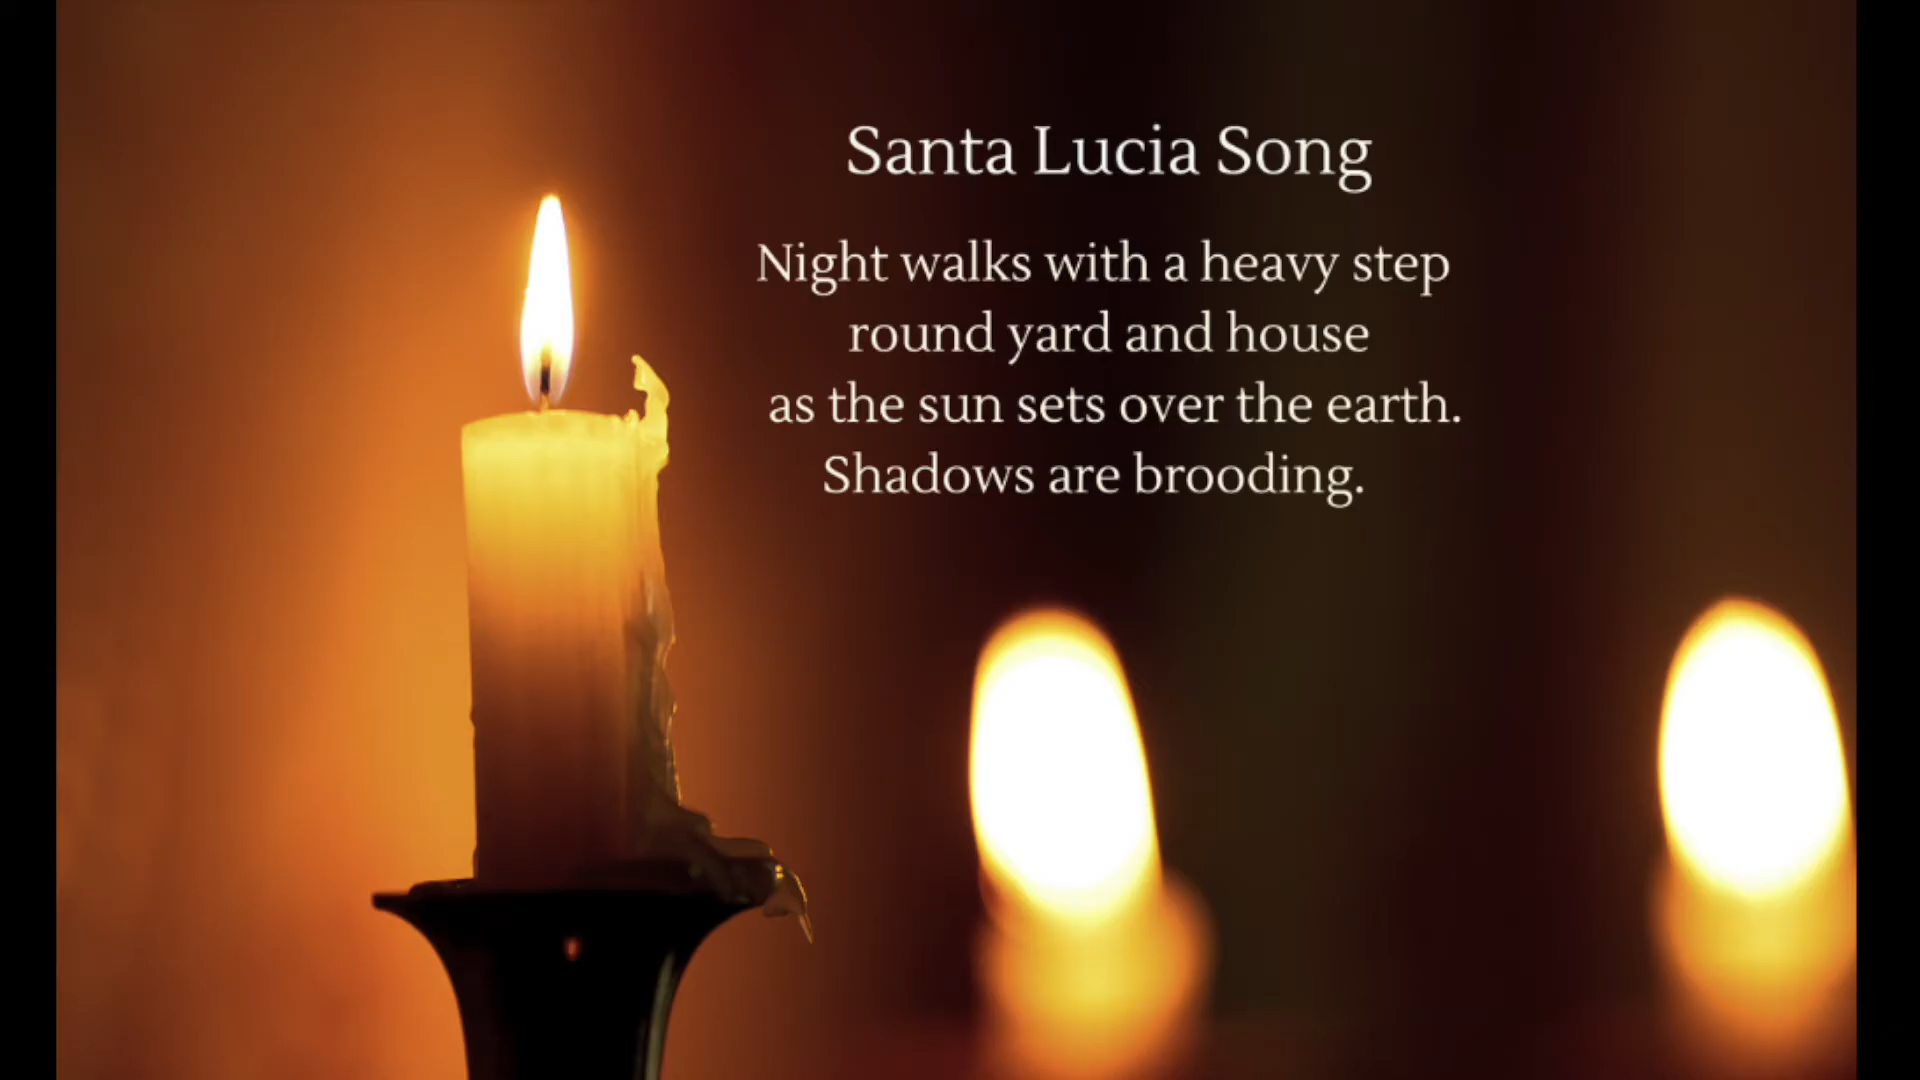 Santa Lucia Song
Night walks with a heavy step
round yard and house
as the sun sets over the earth.
Shadows are brooding.